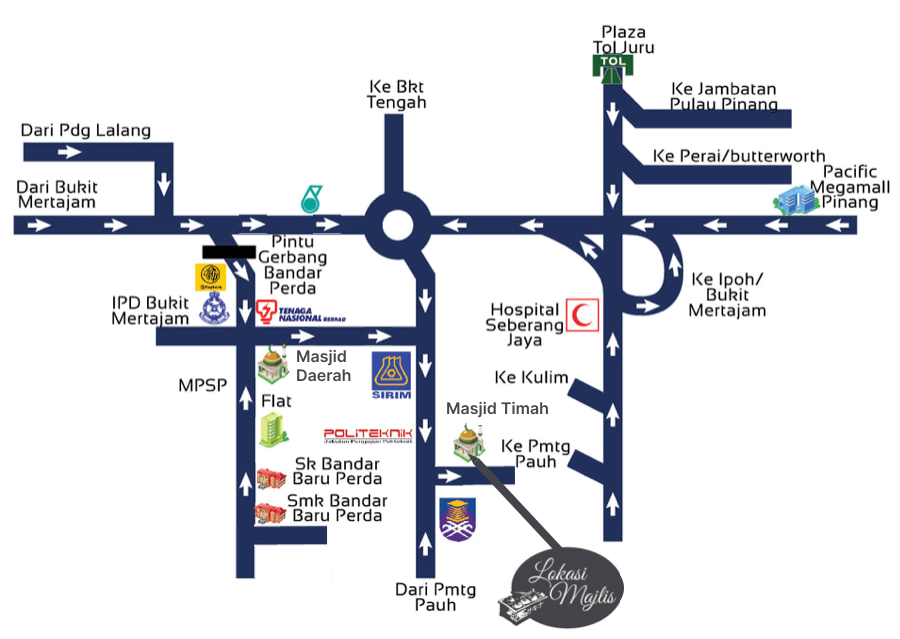 Plaza
Tol Juru
TOL
Ke Bkt
Tengah
Ke Jambatan
Pulau Pinang
Dari Pdg Lalang
Ke Perai/butterworth
Pacific
Megamall
Pinang
Dari Bukit
Mertajam
Pintu
Gerbang
Bandar
Perda
Ke Ipoh/
Bukit
Mertajam
IPD Bukit
Mertajam
TENAGA
NASIONAL BERHAD
Hospital
Seberang
Jaya
Masjid
Daerah
MPSP
SIRIM
Ke Kulim
Flat
Masjid Timah
POLITEKNIK
Ke Pmtg
Pauh
Sk Bandar
Baru Perda
Smk Bandar
Baru Perda
Dari Pmtg
Pauh
Lokasi
Majlis